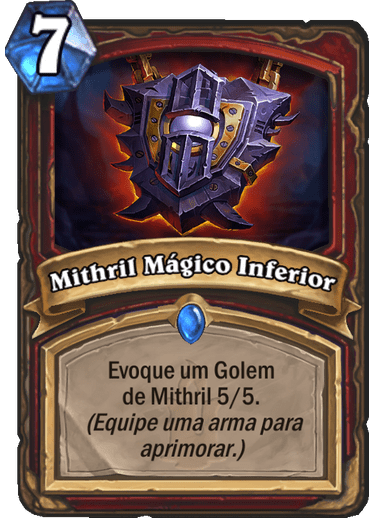 7
Mithril Mágico Inferior
Evoque um Golem
de Mithril 5/5.
(Equipe uma arma para
aprimorar.)